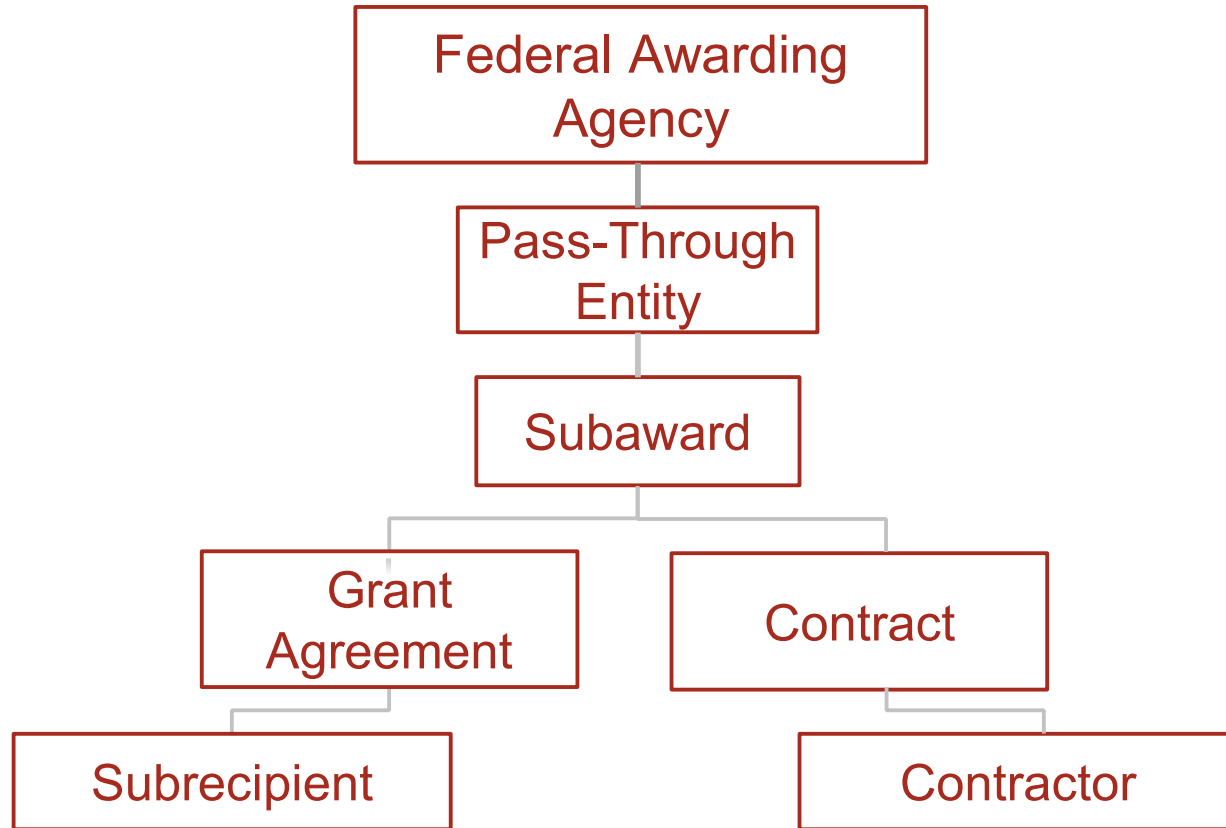 Federal Awarding
Agency
Pass-Through
Entity
Subaward
Grant
Agreement
Contract
Subrecipient
Contractor